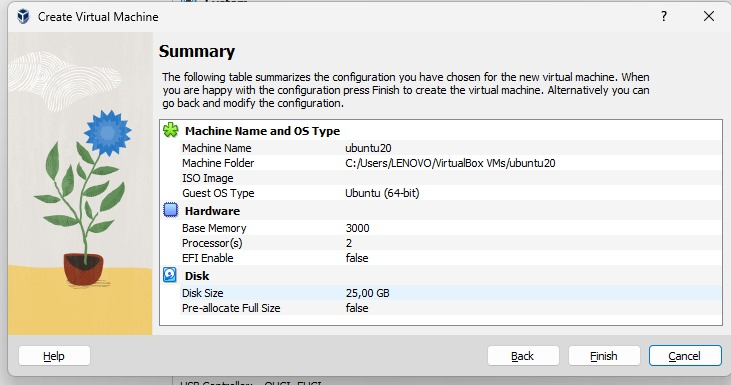 Create Virtual Machine
?
Summary
The following table summarizes the configuration you have chosen for the new virtual machine. When
you are happy with the configuration press Finish to create the virtual machine. Alternatively you can
go back and modify the configuration.
Machine Name and OS Type
Machine Name ubuntu20
Machine Folder C:/Users/LENOVO/VirtualBox VMs/ubuntu20
ISO Image
Guest OS Type Ubuntu (64-bit)
Hardware
Base Memory 3000
Processor(s) 2
EFI Enable false
Disk
Disk Size 25,00 GB
Pre-allocate Full Size false
Help Back Finish Cancel